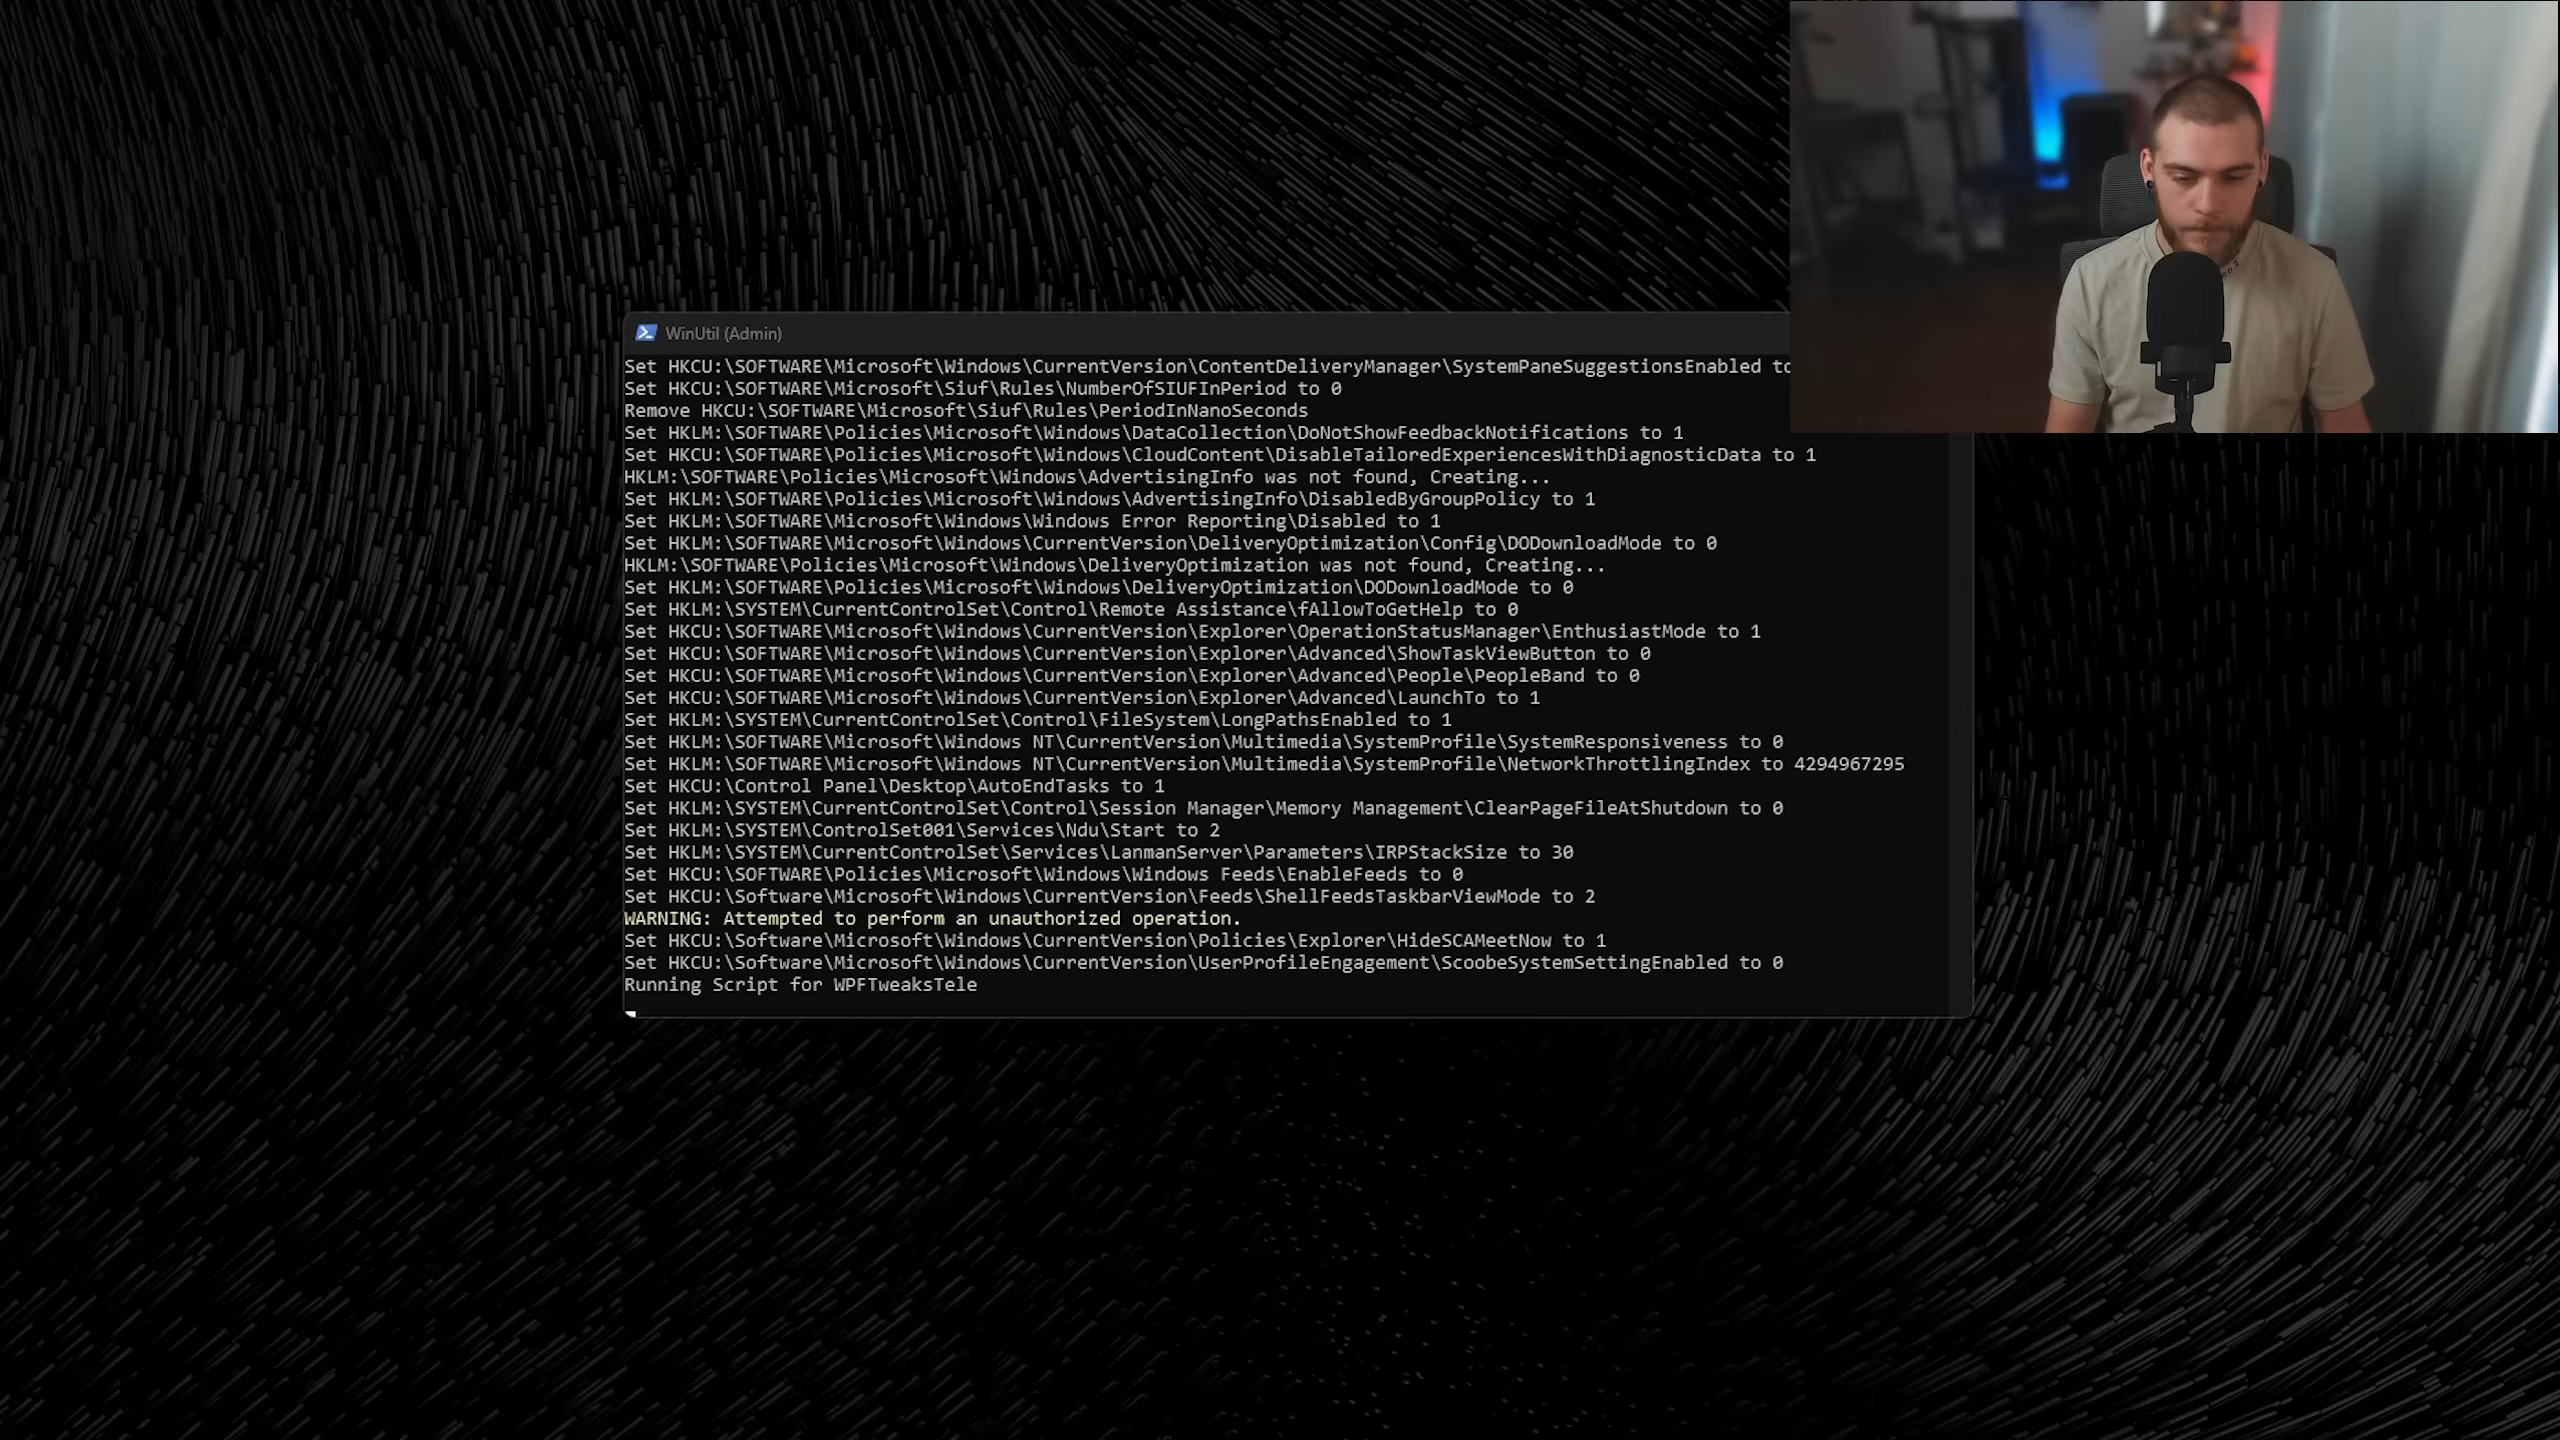 WinUtil (Admin)
Set HKCU:\SOFTWARE\Microsoft\Windows\CurrentVersion\ContentDeliveryManager\SystemPaneSuggestionsEnabled to
Set HKCU:\SOFTWARE\Microsoft\Siuf\Rules\NumberOfSIUFInPeriod to 0
Remove HKCU:\SOFTWARE\Microsoft\Siuf\Rules\PeriodInNanoSeconds
Set HKLM:\SOFTWARE\Policies\Microsoft\Windows\DataCollection\DoNotShowFeedbackNotifications to 1
Set HKCU:\SOFTWARE\Policies\Microsoft\Windows\CloudContent\DisableTailoredExperiencesWithDiagnosticData to 1
HKLM:\SOFTWARE\Policies\Microsoft\Windows\AdvertisingInfo was not found, Creating...
Set HKLM:\SOFTWARE\Policies\Microsoft\Windows\AdvertisingInfo\DisabledByGroupPolicy to 1
Set HKLM:\SOFTWARE\Microsoft\Windows\Windows Error Reporting\Disabled to 1
Set HKLM:\SOFTWARE\Microsoft\Windows\CurrentVersion\DeliveryOptimization\Config\DODownloadMode to 0
HKLM:\SOFTWARE\Policies\Microsoft\Windows\DeliveryOptimization was not found, Creating...
Set HKLM:\SOFTWARE\Policies\Microsoft\Windows\DeliveryOptimization\DODownloadMode to 0
Set HKLM:\SYSTEM\CurrentControlSet\Control\Remote Assistance\fAllowToGetHelp to 0
Set HKCU:\SOFTWARE\Microsoft\Windows\CurrentVersion\Explorer\OperationStatusManager\EnthusiastMode to 1
Set HKCU:\SOFTWARE\Microsoft\Windows\CurrentVersion\Explorer\Advanced\ShowTaskViewButton to 0
Set HKCU:\SOFTWARE\Microsoft\Windows\CurrentVersion\Explorer\Advanced\People\PeopleBand to 0
Set HKCU:\SOFTWARE\Microsoft\Windows\CurrentVersion\Explorer\Advanced\LaunchTo to 1
Set HKLM:\SYSTEM\CurrentControlSet\Control\FileSystem\LongPathsEnabled to 1
Set HKLM:\SOFTWARE\Microsoft\Windows NT\CurrentVersion\Multimedia\SystemProfile\SystemResponsiveness to 0
Set HKLM:\SOFTWARE\Microsoft\Windows NT\CurrentVersion\Multimedia\SystemProfile\NetworkThrottlingIndex to 4294967295
Set HKCU:\Control Panel\Desktop\AutoEndTasks to 1
Set HKLM:\SYSTEM\CurrentControlSet\Control\Session Manager\Memory Management\ClearPageFileAtShutdown to 0
Set HKLM:\SYSTEM\ControlSet001\Services\Ndu\Start to 2
Set HKLM:\SYSTEM\CurrentControlSet\Services\LanmanServer\Parameters\IRPStackSize to 30
Set HKCU:\SOFTWARE\Policies\Microsoft\Windows\Windows Feeds\EnableFeeds to 0
Set HKCU:\Software\Microsoft\Windows\CurrentVersion\Feeds\ShellFeedsTaskbarViewMode to 2
WARNING: Attempted to perform an unauthorized operation.
Set HKCU:\Software\Microsoft\Windows\CurrentVersion\Policies\Explorer\HideSCAMeetNow to 1
Set HKCU:\Software\Microsoft\Windows\CurrentVersion\UserProfileEngagement\ScoobeSystemSettingEnabled to 0
Running Script for WPFTweaksTele